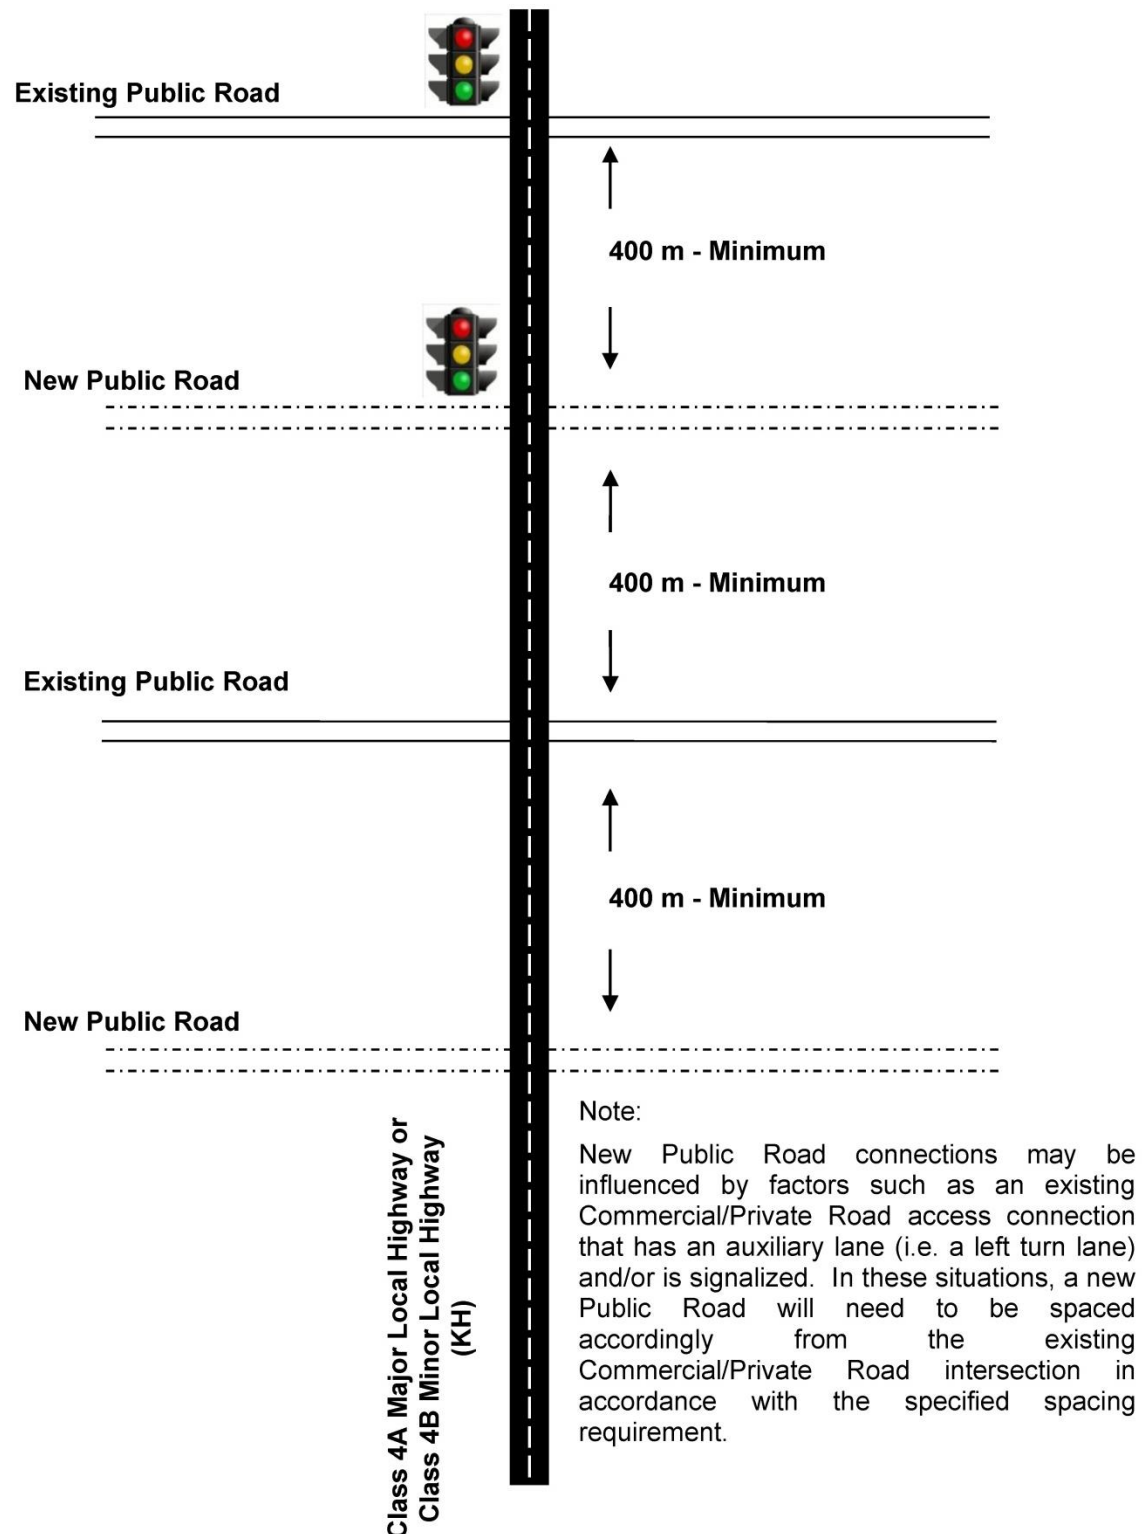 Existing Public Road
400 m - Minimum
New Public Road
400 m - Minimum
Existing Public Road
400 m - Minimum
New Public Road
Class 4A Major Local Highway or
Class 4B Minor Local Highway
(KH)
Note:
New Public Road connections may be
influenced by factors such as an existing
Commercial/Private Road access connection
that has an auxiliary lane (i.e. a left turn lane)
and/or is signalized. In these situations, a new
Public Road will need to be spaced
accordingly from the existing
Commercial/Private Road intersection in
accordance with the specified spacing
requirement.